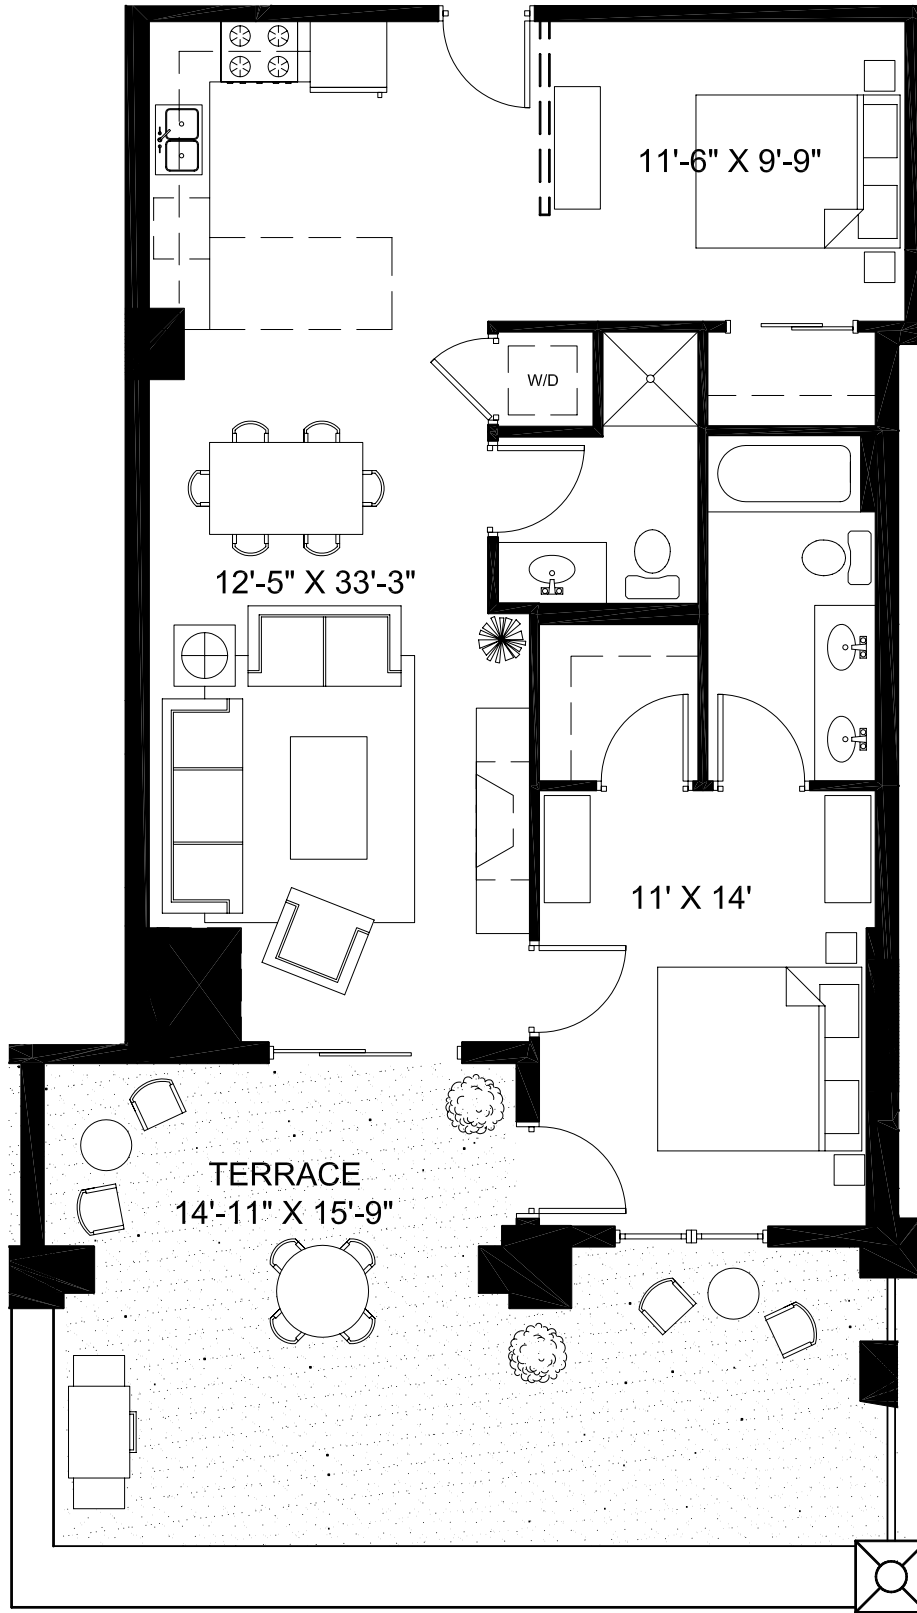 11'-6" X 9'-9"
W/D
12'-5" X 33'-3"
11' X 14'
TERRACE
14'-11" X 15'-9"